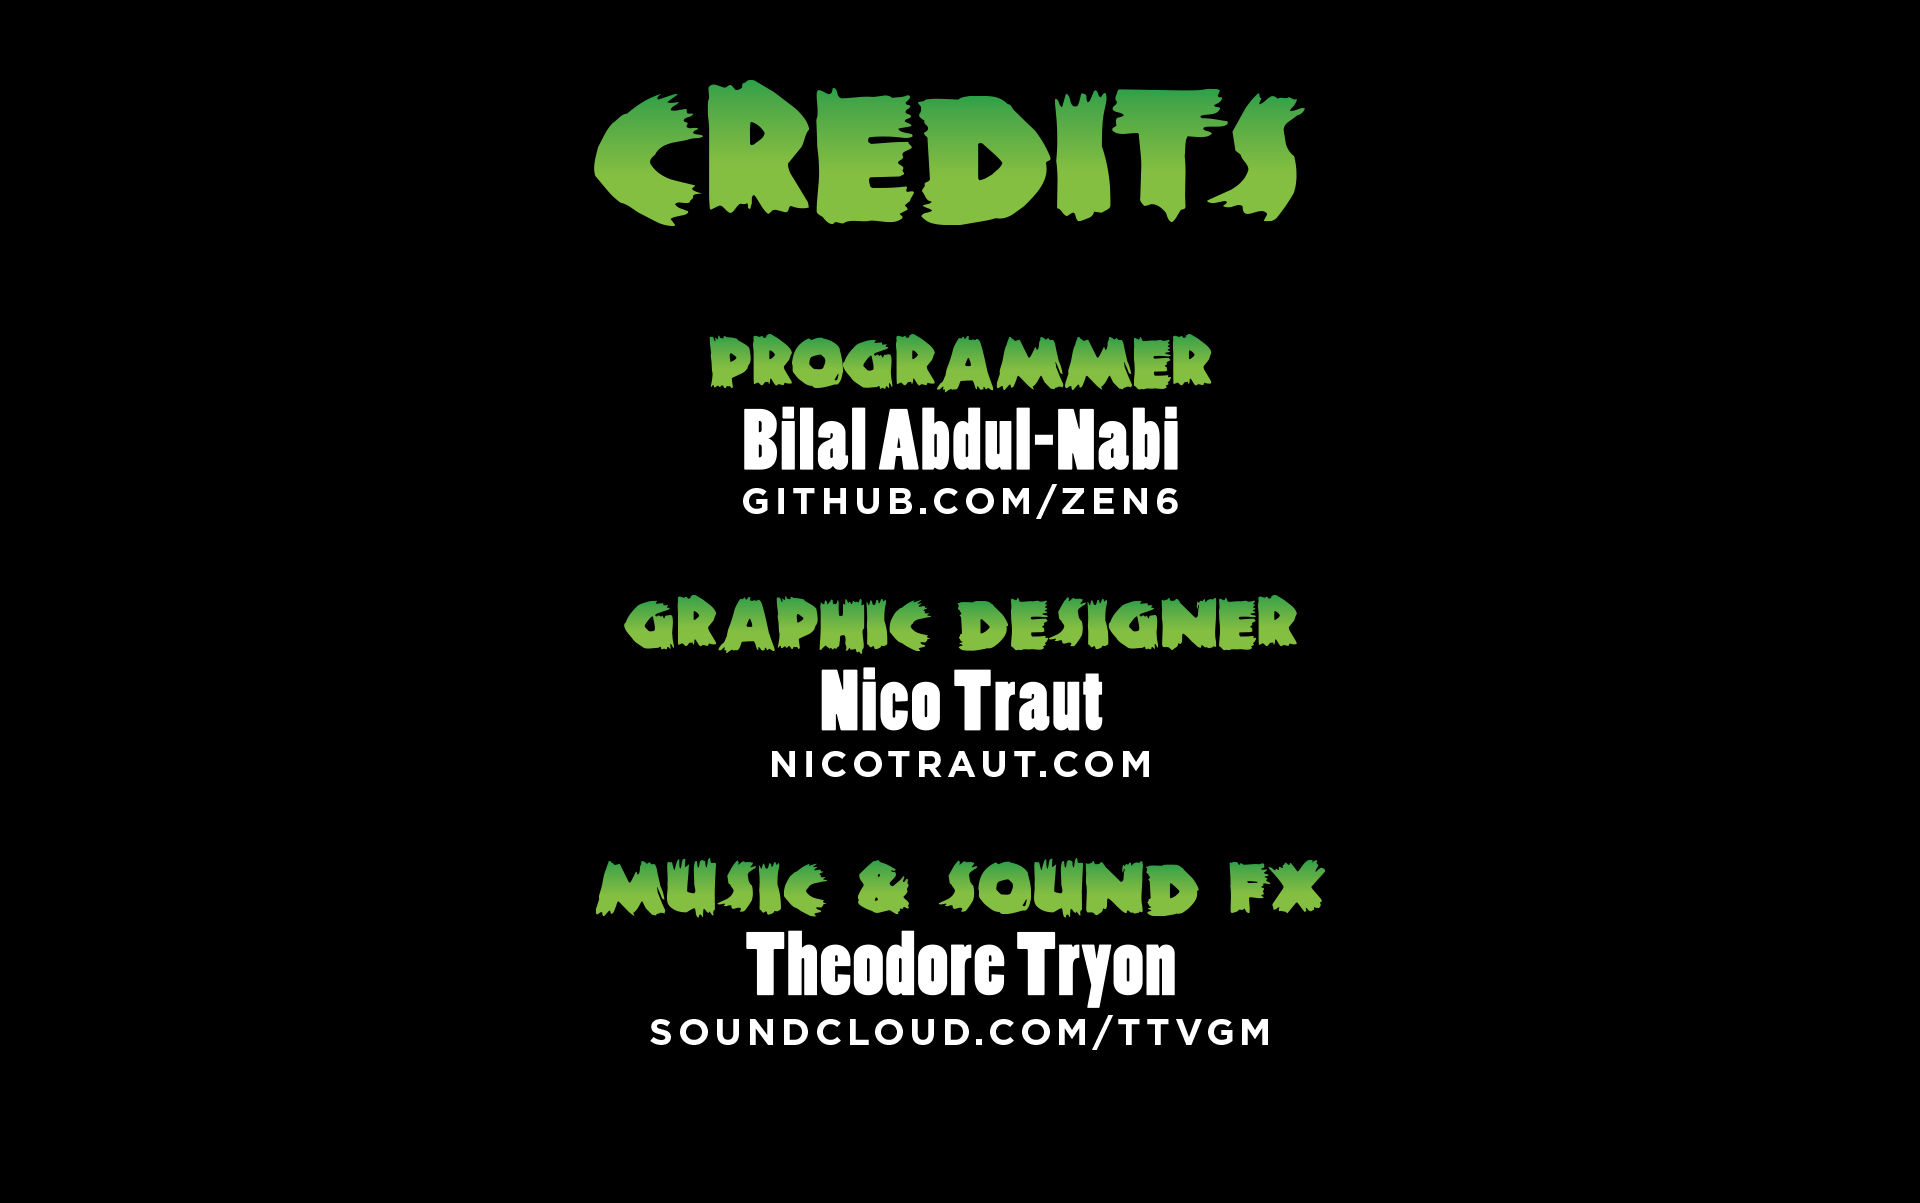 CREDITS
PROGRAMMER
Bilal Abdul-Nabi
GITHUB.COM/ZEN6
GRAPHIC DESIGNER
Nico Traut
NICOTRAUT.COM
MUSIC & SOUND FX
Theodore Tryon
SOUNDCLOUD.COM/TTVGM